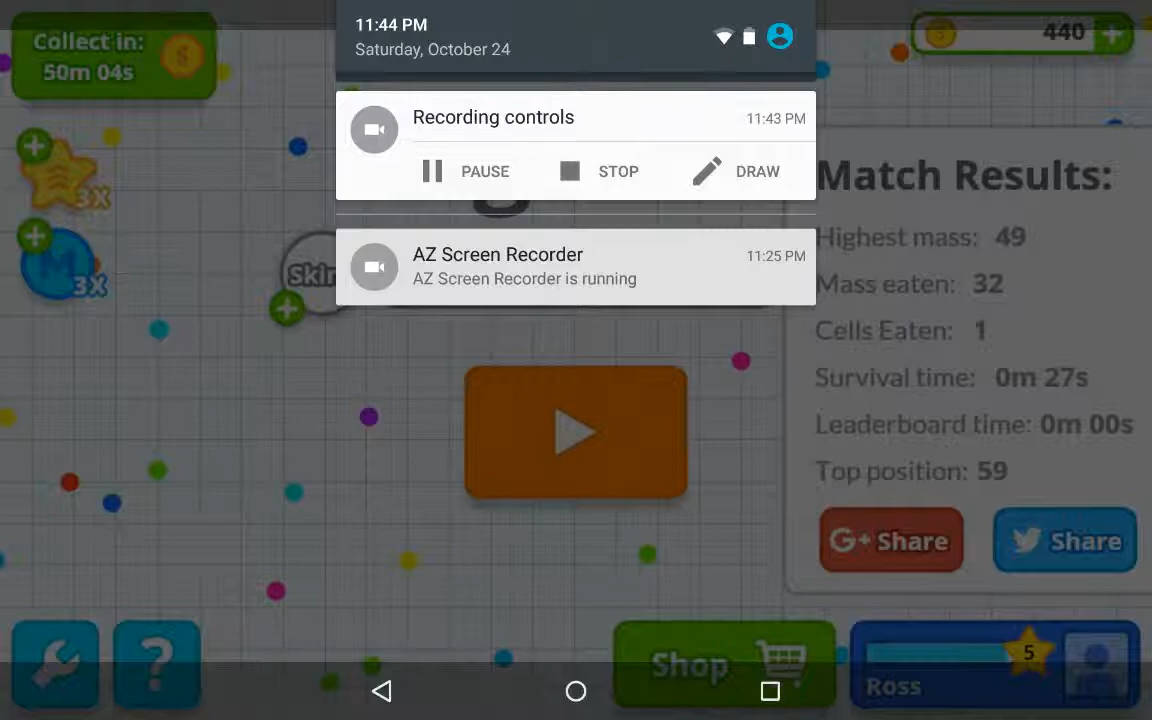 11:44 PM
Saturday, October 24
Collect in:
50m 04s
440
Recording controls
11:43 PM
PAUSE
STOP
DRAW
AZ Screen Recorder
11:25 PM
AZ Screen Recorder is running
3X
3X
Match Results:
Highest mass: 49
Mass eaten: 32
Cells Eaten: 1
Survival time: 0m 27s
Leaderboard time: 0m 00s
Top position: 59
G+ Share
Share
?
Shop
5
Ross